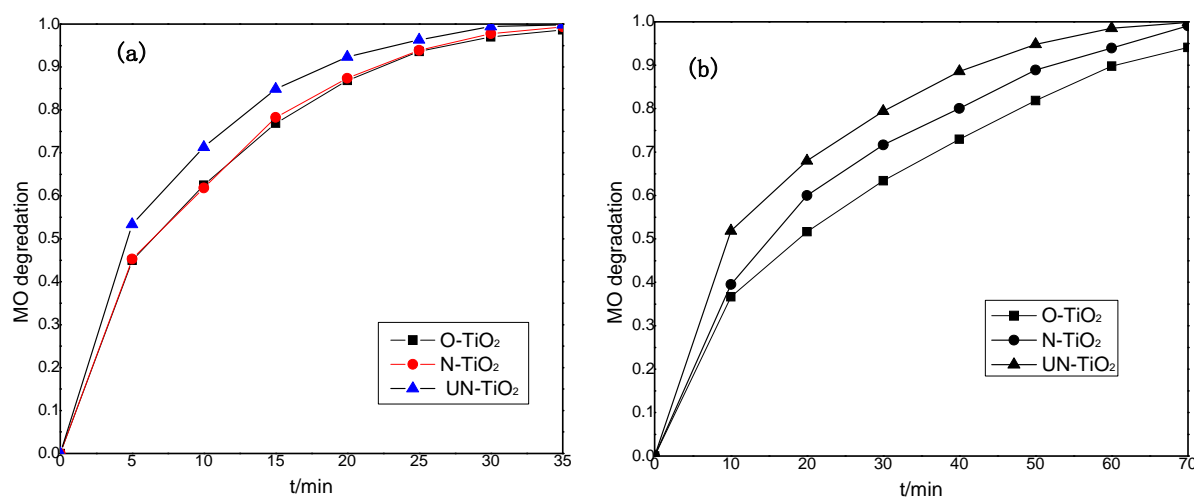 (a)
1.0
0.9
0.8
0.7
0.6
0.5
0.4
0.3
0.2
0.1
0.0
MO degredation
0 5 10 15 20 25 30 35
t/min
O-TiO₂
N-TiO₂
UN-TiO₂
(b)
1.0
0.9
0.8
0.7
0.6
0.5
0.4
0.3
0.2
0.1
0.0
MO degradation
0 10 20 30 40 50 60 70
t/min
O-TiO₂
N-TiO₂
UN-TiO₂